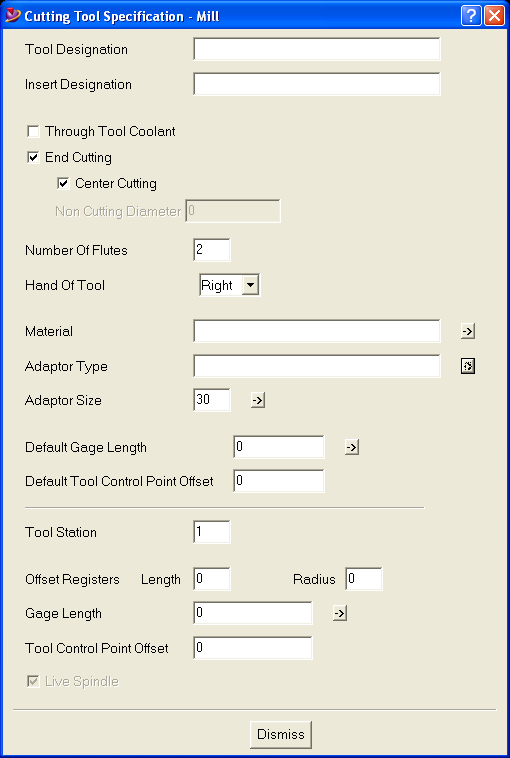 Cutting Tool Specification - Mill
Tool Designation
Insert Designation
Through Tool Coolant
End Cutting
Center Cutting
Non Cutting Diameter 0
Number Of Flutes 2
Hand Of Tool Right
Material ->
Adaptor Type
Adaptor Size 30 ->
Default Gage Length 0 ->
Default Tool Control Point Offset 0
Tool Station 1
Offset Registers Length 0 Radius 0
Gage Length 0 ->
Tool Control Point Offset 0
Live Spindle
Dismiss